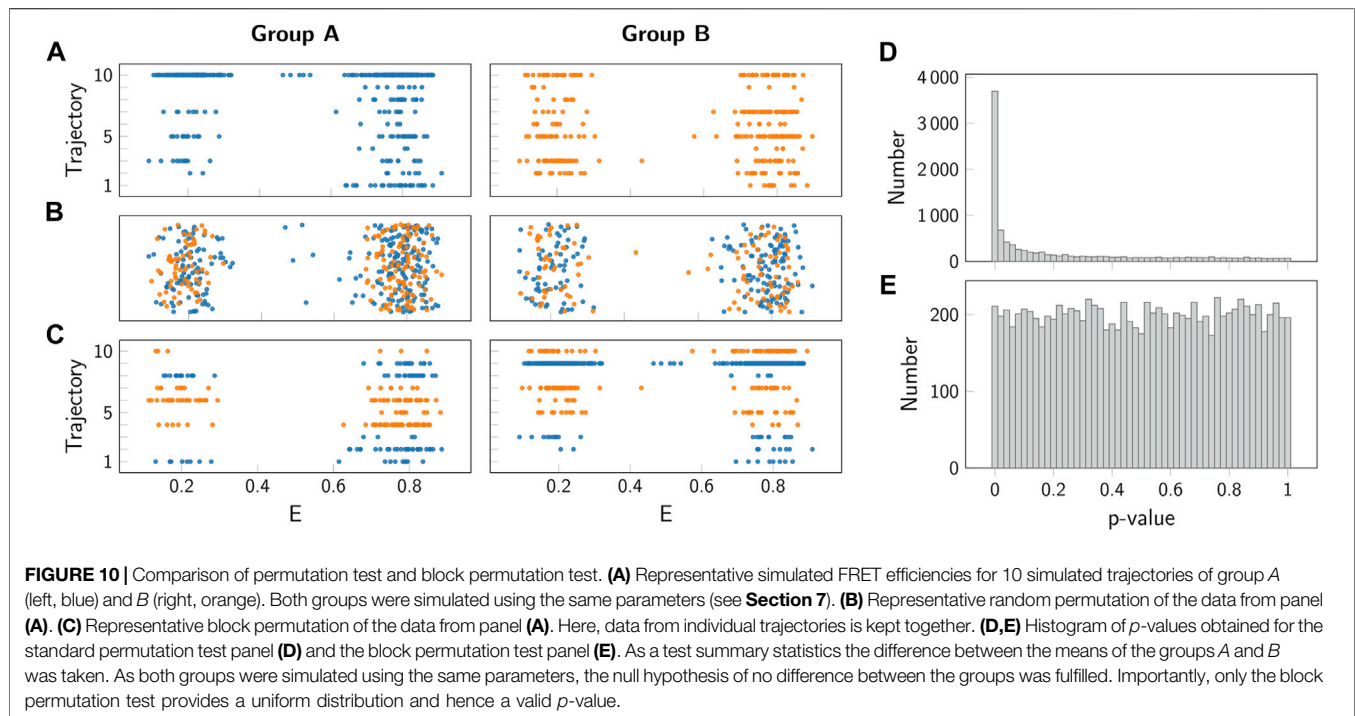 Group A
Group B
A
Trajectory
10
5
1
B
C
Trajectory
10
5
1
0.2
0.4
0.6
0.8
E
0.2
0.4
0.6
0.8
E
D
Number
4 000
3 000
2 000
1 000
0
E
Number
200
100
0
0
0.2
0.4
0.6
0.8
1
p-value
FIGURE 10 | Comparison of permutation test and block permutation test. (A) Representative simulated FRET efficiencies for 10 simulated trajectories of group A
(left, blue) and B (right, orange). Both groups were simulated using the same parameters (see Section 7). (B) Representative random permutation of the data from panel
(A). (C) Representative block permutation of the data from panel (A). Here, data from individual trajectories is kept together. (D,E) Histogram of p-values obtained for the
standard permutation test panel (D) and the block permutation test panel (E). As a test summary statistics the difference between the means of the groups A and B
was taken. As both groups were simulated using the same parameters, the null hypothesis of no difference between the groups was fulfilled. Importantly, only the block
permutation test provides a uniform distribution and hence a valid p-value.